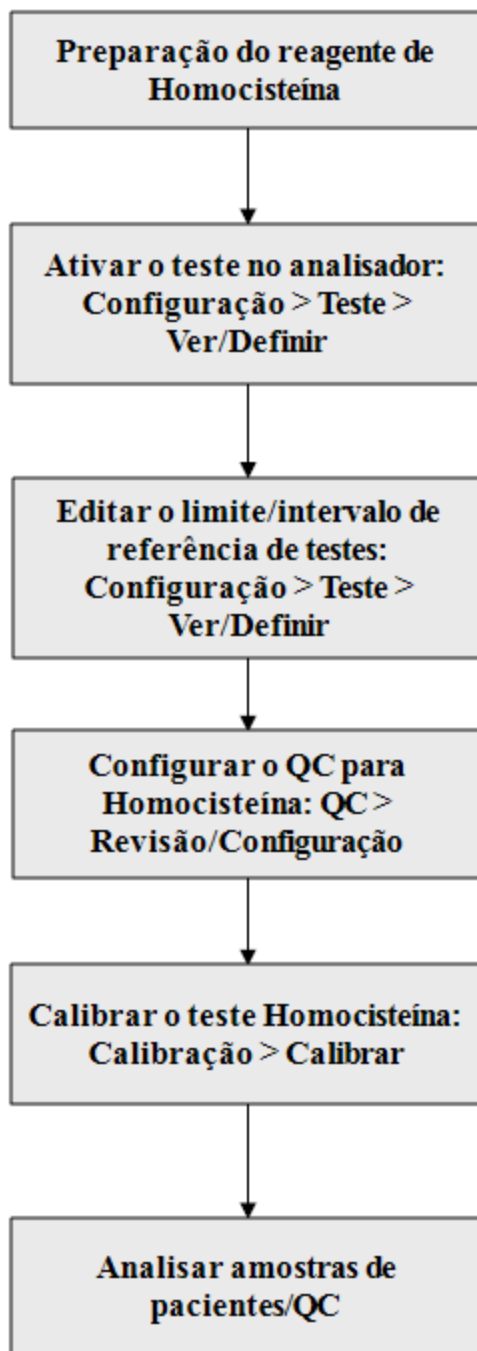 Preparação do reagente de
Homocisteína
Ativar o teste no analisador:
Configuração > Teste >
Ver/Definir
Editar o limite/intervalo de
referência de testes:
Configuração > Teste >
Ver/Definir
Configurar o QC para
Homocisteína: QC >
Revisão/Configuração
Calibrar o teste Homocisteína:
Calibração > Calibrar
Analisar amostras de
pacientes/QC